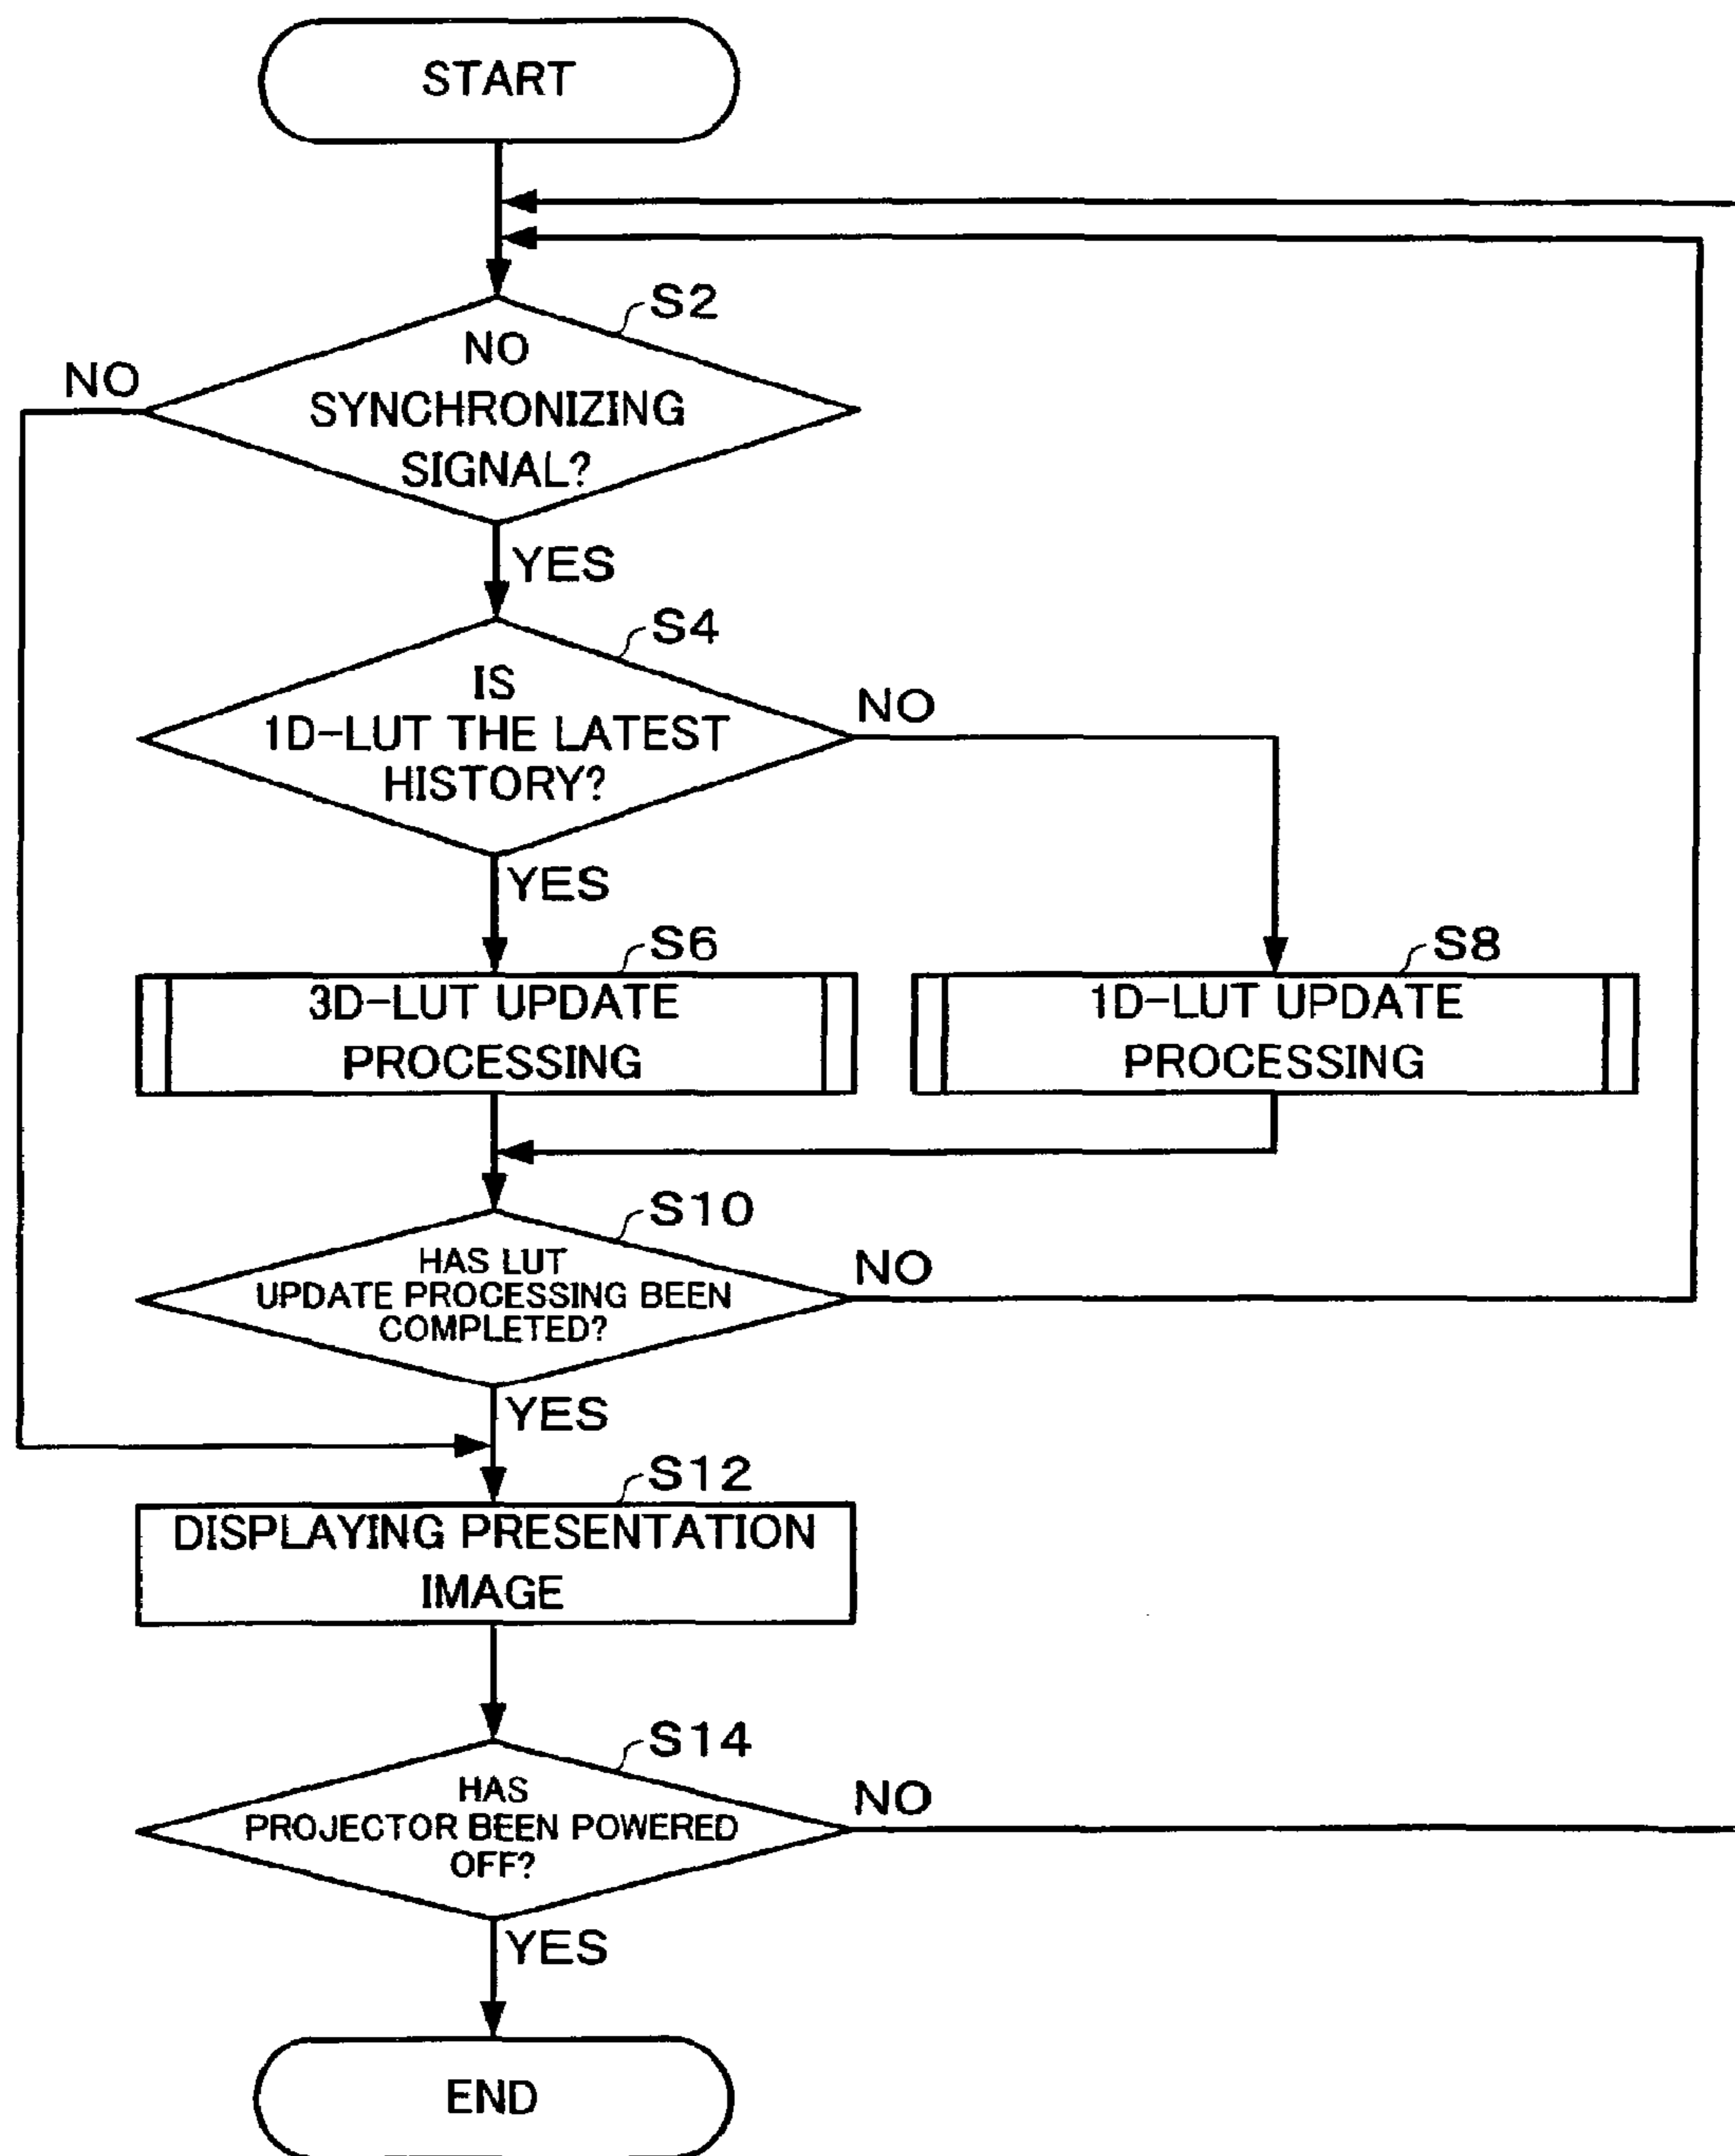 START
S2
NO
NO
SYNCHRONIZING
SIGNAL?
YES
S4
IS
1D-LUT THE LATEST
HISTORY?
NO
YES
S6
3D-LUT UPDATE
PROCESSING
S8
1D-LUT UPDATE
PROCESSING
S10
HAS LUT
UPDATE PROCESSING BEEN
COMPLETED?
NO
YES
S12
DISPLAYING PRESENTATION
IMAGE
S14
HAS
PROJECTOR BEEN POWERED
OFF?
NO
YES
END